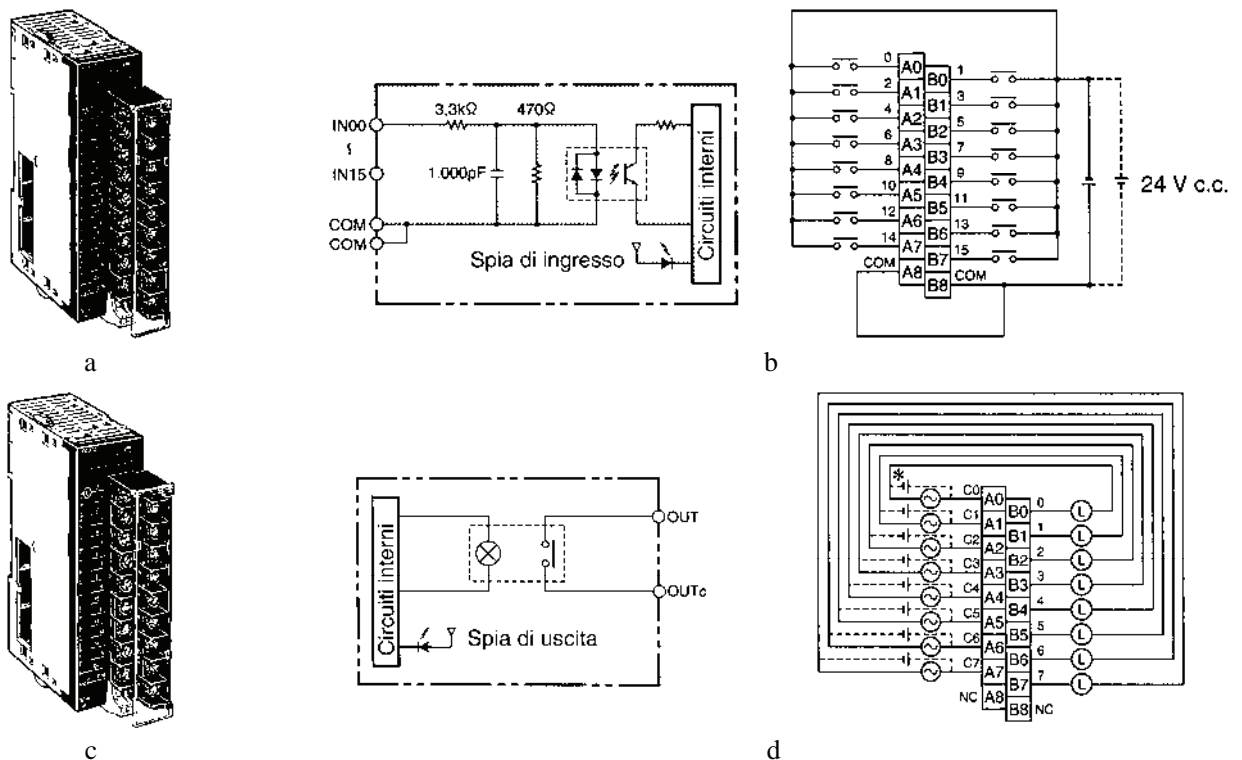 3,3kΩ 470Ω
IN00
IN15
1.000pF
COM
COM
Spia di ingresso
Circuiti interni
0 A0 B0 1
2 A1 B1 3
4 A2 B2 5
6 A3 B3 7
8 A4 B4 9
10 A5 B5 11
12 A6 B6 13
14 A7 B7 15
COM A8 B8 COM
24 V c.c.
a
b
Circuiti interni
OUT
OUTc
Spia di uscita
*
C0 A0 B0 0 L
C1 A1 B1 1 L
C2 A2 B2 2 L
C3 A3 B3 3 L
C4 A4 B4 4 L
C5 A5 B5 5 L
C6 A6 B6 6 L
C7 A7 B7 7 L
NC A8 B8 NC
c
d